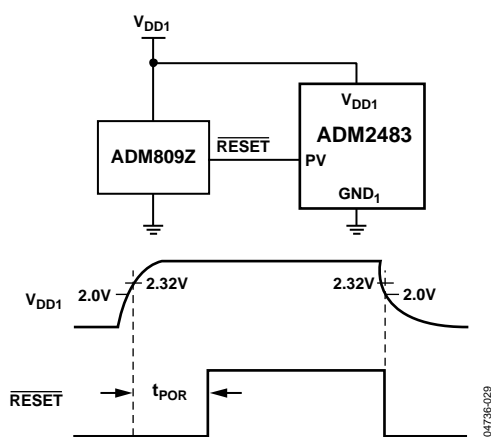 VDD1
VDD1
ADM809Z
RESET
PV
ADM2483
GND1
2.32V
2.32V
VDD1
2.0V
2.0V
RESET
tPOR
04736-029